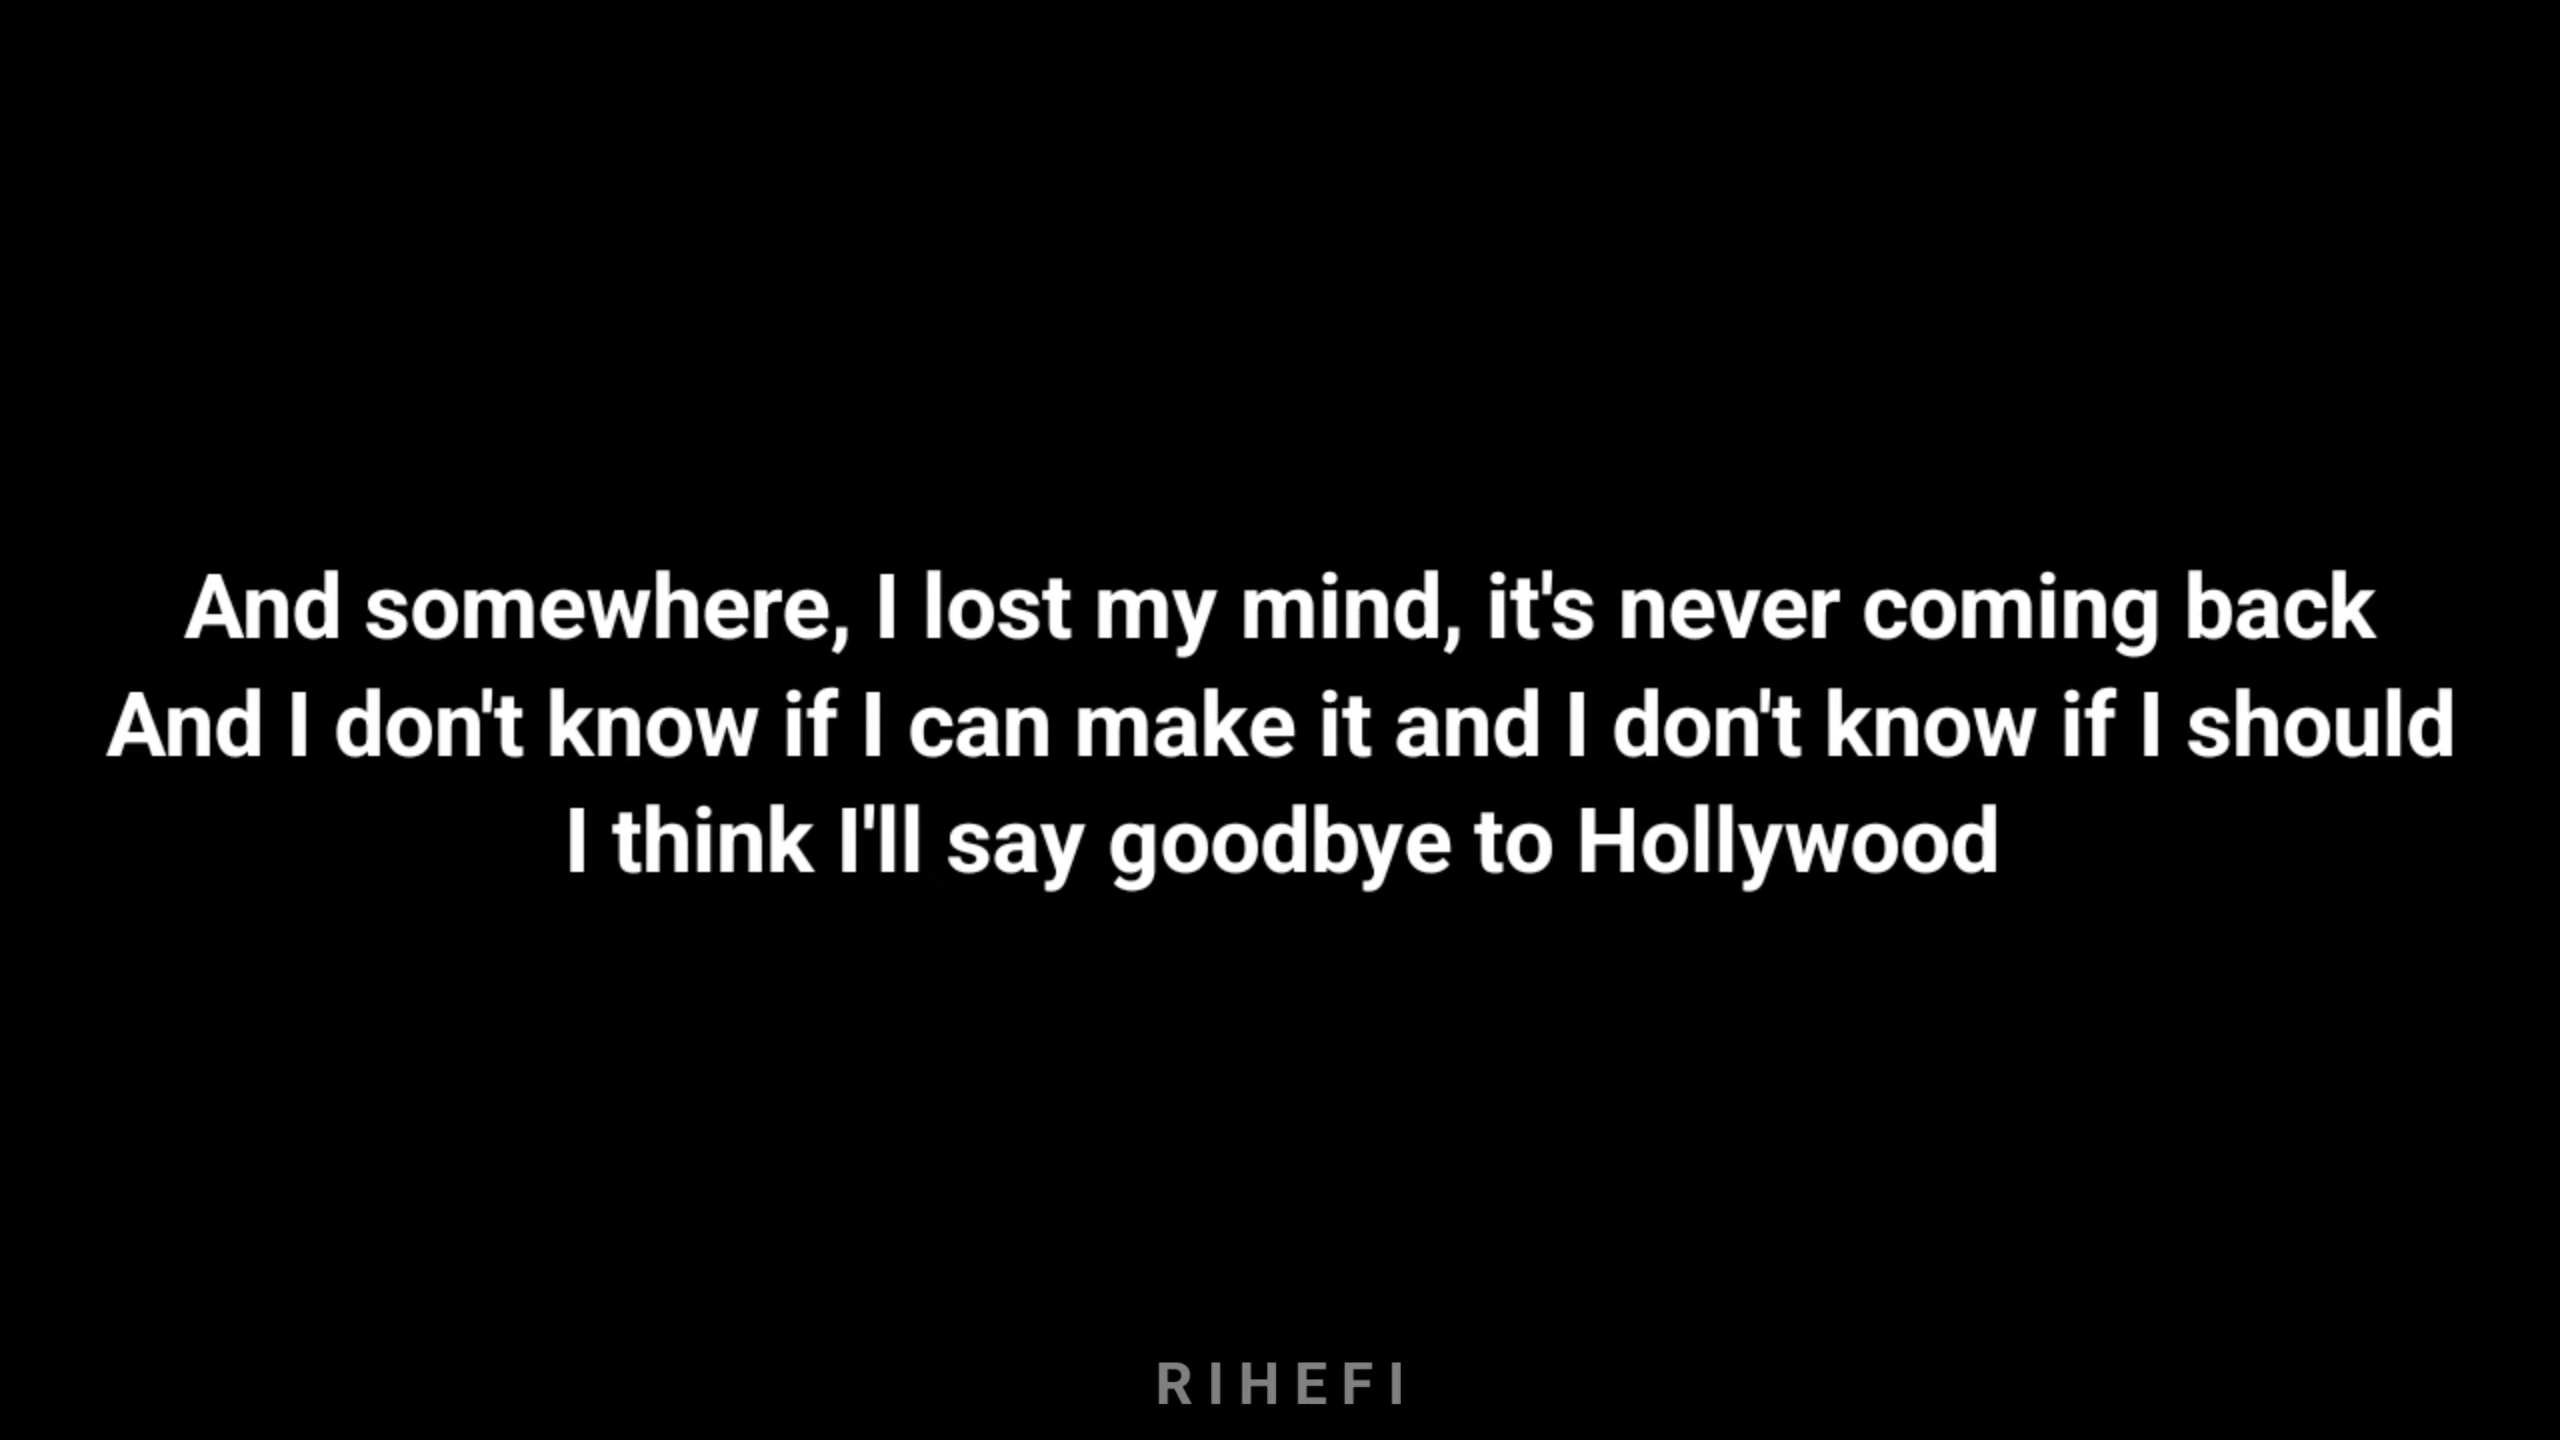 And somewhere, I lost my mind, it's never coming back
And I don't know if I can make it and I don't know if I should
I think I'll say goodbye to Hollywood
RIHEFI